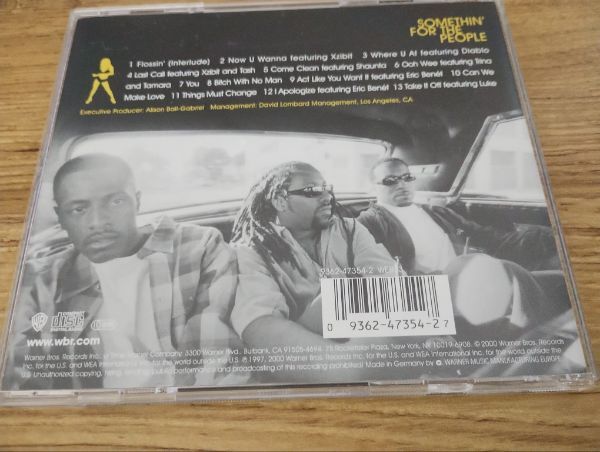 SOMETHIN'
FOR THE
PEOPLE
1 Flossin' (Interlude) 2 Now U Wanna featuring Xzibit 3 Where U At featuring Diablo
4 Last Call featuring Xzibit and Tash 5 Come Clean featuring Shaunta 6 Ooh Wee featuring Trina
and Tamara 7 You 8 Bitch With No Man 9 Act Like You Want It featuring Eric Benét 10 Can We
Make Love 11 Things Must Change 12 I Apologize featuring Eric Benét 13 Take It Off featuring Luke
Executive Producer: Alison Ball-Gabriel Management: David Lombard Management, Los Angeles, CA
9362-47354-2
0 9362-47354-2 7
COMPACT
disc
DIGITAL AUDIO
www.wbr.com
Warner Bros. Records Inc., a Time Warner Company, 3300 Warner Blvd., Burbank, CA 91505-4694. 75 Rockefeller Plaza, New York, NY 10019-6908. © 2000 Warner Bros. Records
Inc. for the U.S. and WEA International Inc. for the world outside the U.S. ℗ 1997, 2000 Warner Bros. Records Inc. for the U.S. and WEA International Inc. for the world outside the
U.S. Unauthorized copying, hiring, lending, public performance and broadcasting of this recording prohibited. Made in Germany by WARNER MUSIC MANUFACTURING EUROPE.